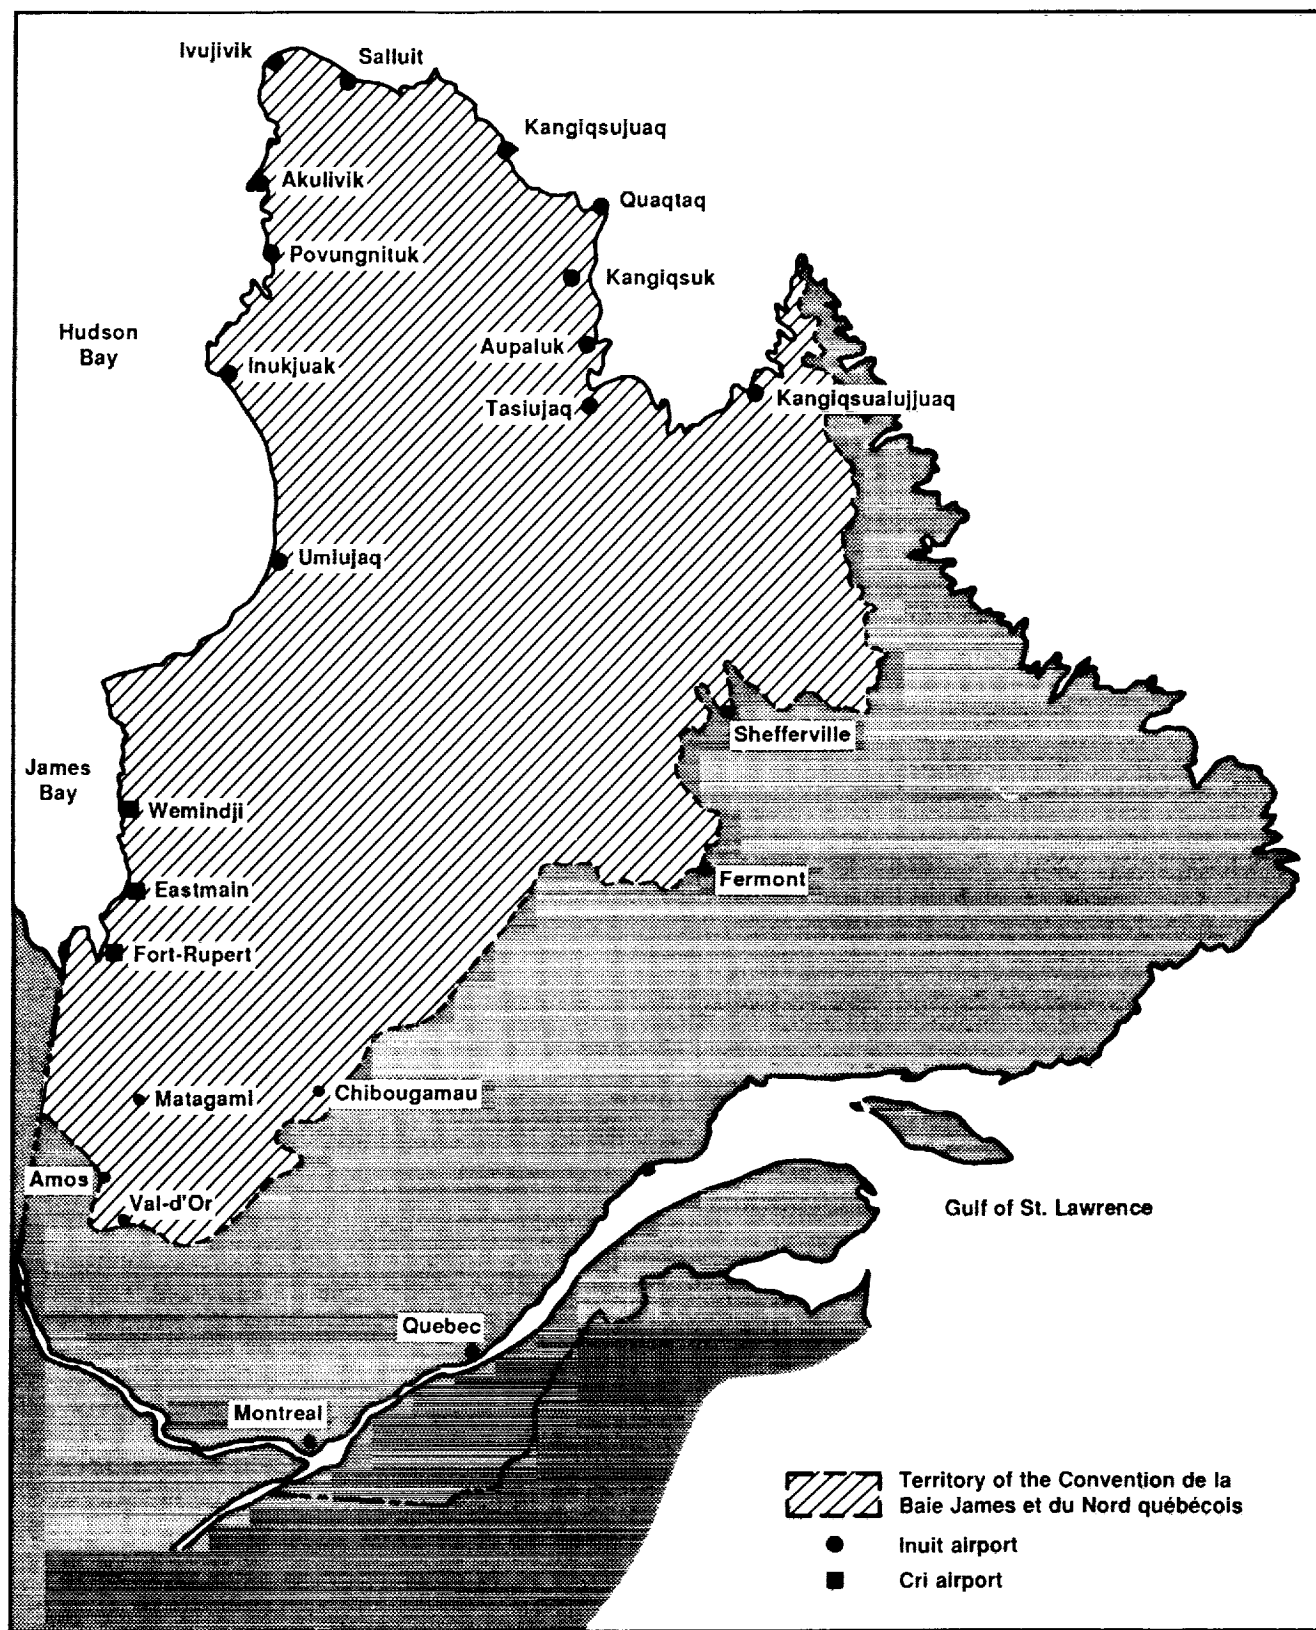 Ivujivik
Salluit
Kangiqsujuaq
Akulivik
Quaqtaq
Povungnituk
Kangiqsuk
Hudson
Bay
Aupaluk
Inukjuak
Tasiujaq
Kangiqsualujjuaq
Umiujaq
Shefferville
James
Bay
Wemindji
Fermont
Eastmain
Fort-Rupert
Matagami
Chibougamau
Amos
Val-d'Or
Gulf of St. Lawrence
Quebec
Montreal
Territory of the Convention de la
Baie James et du Nord québécois
Inuit airport
Cri airport